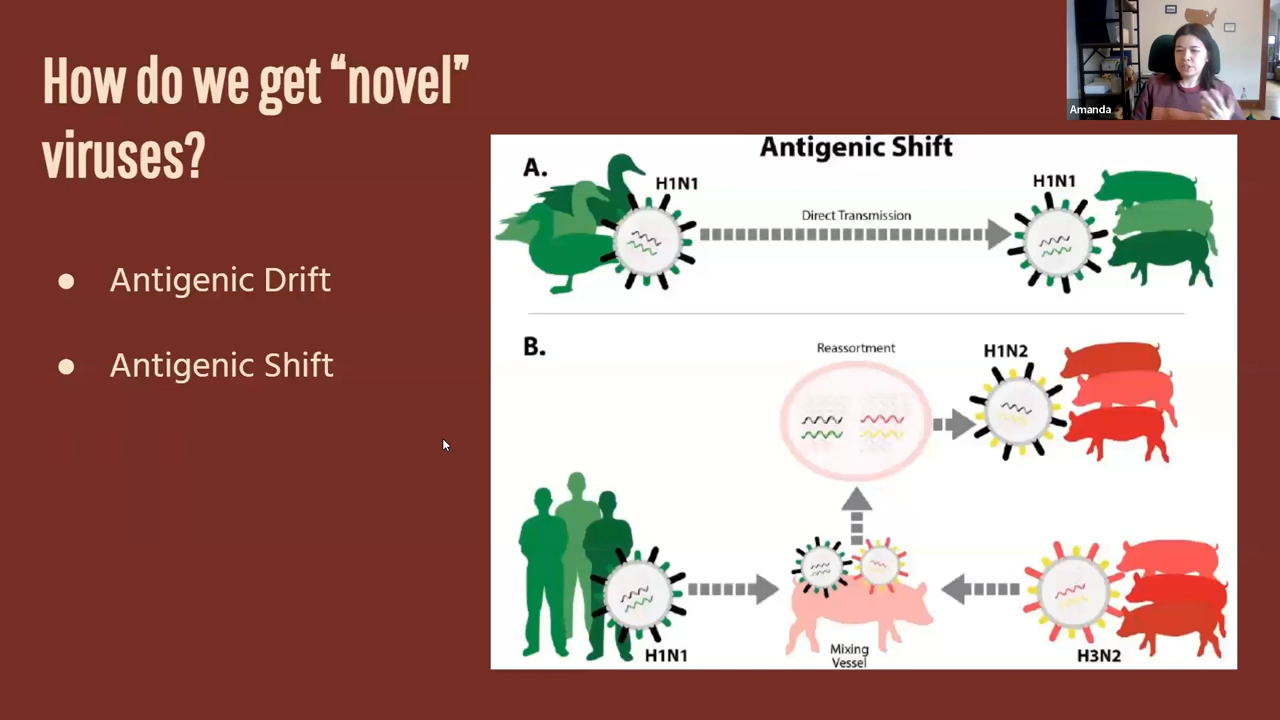 How do we get “novel”
viruses?
● Antigenic Drift
● Antigenic Shift
Amanda
Antigenic Shift
A.
H1N1
Direct Transmission
H1N1
B.
Reassortment
H1N2
H1N1
Mixing
Vessel
H3N2